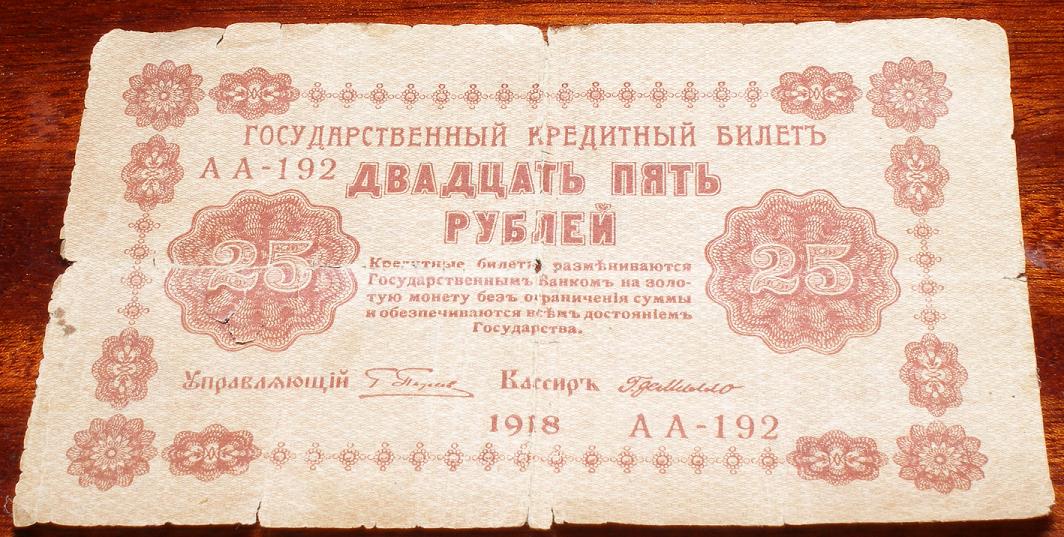 ГОСУДАРСТВЕННЫЙ КРЕДИТНЫЙ БИЛЕТЪ
АА-192
ДВАДЦАТЬ ПЯТЬ
РУБЛЕЙ
25
25
Кредитные билеты размѣниваются
Государственнымъ Банкомъ на золо-
тую монету безъ ограниченія суммы
и обезпечиваются всѣмъ достояніемъ
Государства.
Управляющій
Кассиръ
1918 АА-192